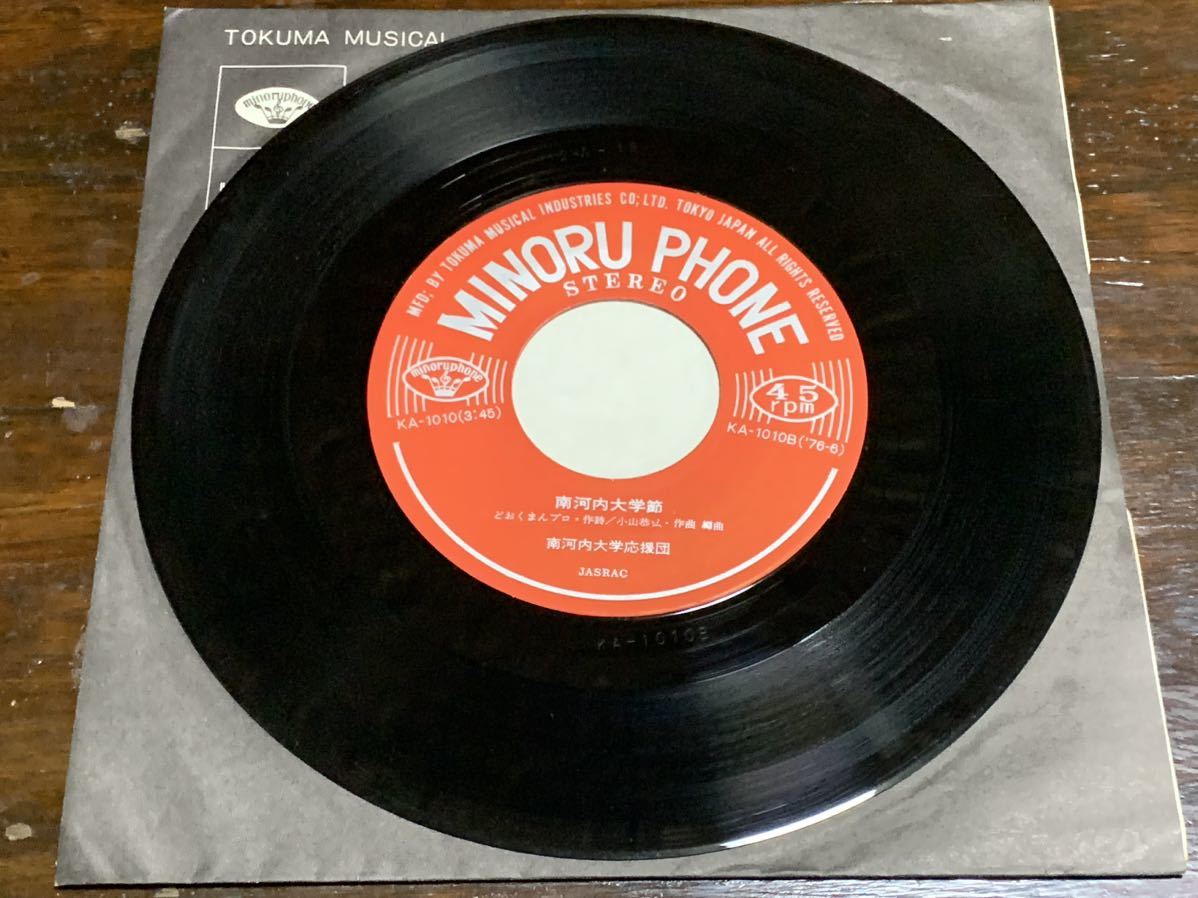 TOKUMA MUSICAL
minoryphone
MFD; BY TOKUMA MUSICAL INDUSTRIES CO; LTD. TOKYO JAPAN ALL RIGHTS RESERVED
MINORU PHONE
STEREO
minoryphone
45
rpm
KA-1010(3:45)
KA-1010B('76-6)
南河内大学節
どおくまんプロ・作詩/小山恭弘・作曲 編曲
南河内大学応援団
JASRAC
KA-1010B